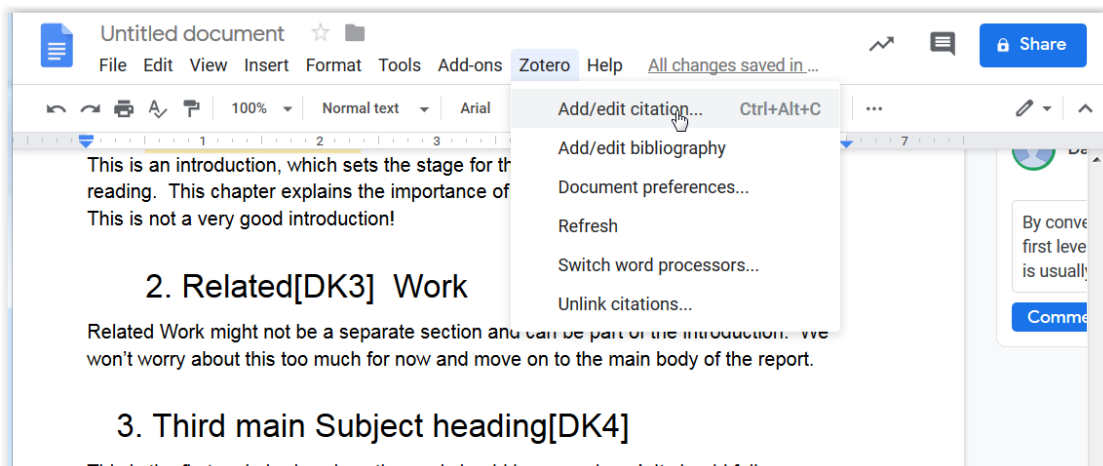 Untitled document
Share
File Edit View Insert Format Tools Add-ons Zotero Help All changes saved in ...
100% Normal text Arial
Add/edit citation... Ctrl+Alt+C
Add/edit bibliography
Document preferences...
Refresh
Switch word processors...
Unlink citations...
1 2 3 7
This is an introduction, which sets the stage for th
reading. This chapter explains the importance of
This is not a very good introduction!
2. Related[DK3] Work
Related Work might not be a separate section and can be part of the introduction. We
won't worry about this too much for now and move on to the main body of the report.
3. Third main Subject heading[DK4]
By conve
first leve
is usually
Comme